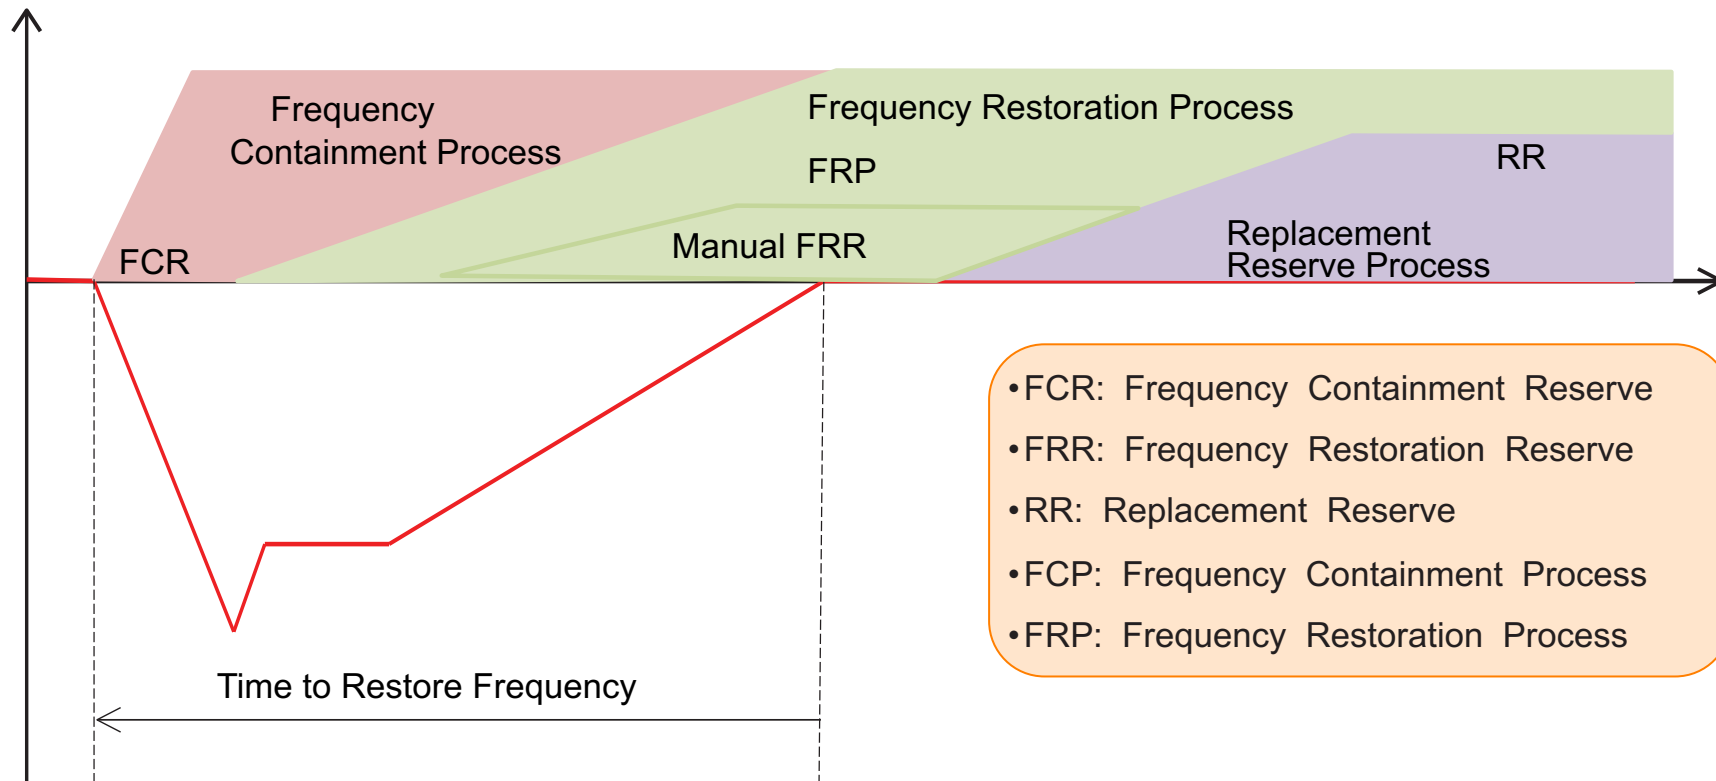 Frequency
Containment Process
Frequency Restoration Process
FRP
RR
Manual FRR
FCR
Replacement
Reserve Process
•FCR: Frequency Containment Reserve
•FRR: Frequency Restoration Reserve
•RR: Replacement Reserve
•FCP: Frequency Containment Process
•FRP: Frequency Restoration Process
Time to Restore Frequency